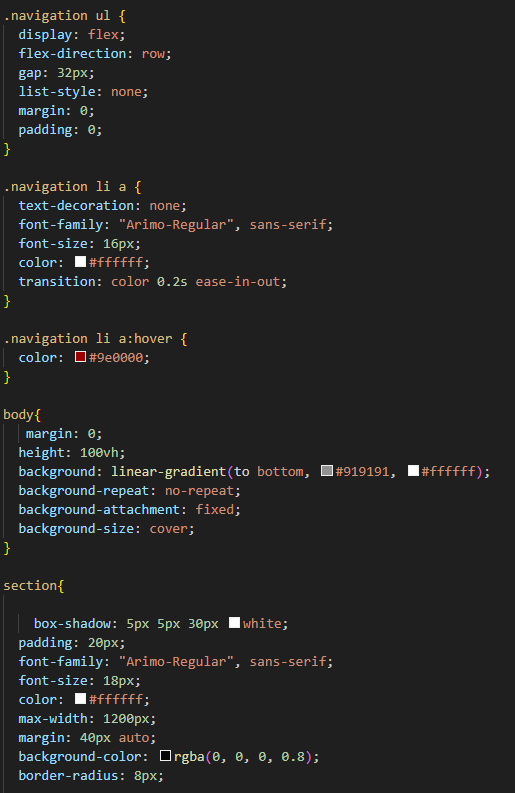 .navigation ul {
  display: flex;
  flex-direction: row;
  gap: 32px;
  list-style: none;
  margin: 0;
  padding: 0;
}

.navigation li a {
  text-decoration: none;
  font-family: "Arimo-Regular", sans-serif;
  font-size: 16px;
  color: #ffffff;
  transition: color 0.2s ease-in-out;
}

.navigation li a:hover {
  color: #9e0000;
}

body{
   margin: 0;
  height: 100vh;
  background: linear-gradient(to bottom, #919191, #ffffff);
  background-repeat: no-repeat;
  background-attachment: fixed;
  background-size: cover;
}

section{

    box-shadow: 5px 5px 30px white;
  padding: 20px;
  font-family: "Arimo-Regular", sans-serif;
  font-size: 18px;
  color: #ffffff;
  max-width: 1200px;
  margin: 40px auto;
  background-color: rgba(0, 0, 0, 0.8);
  border-radius: 8px;